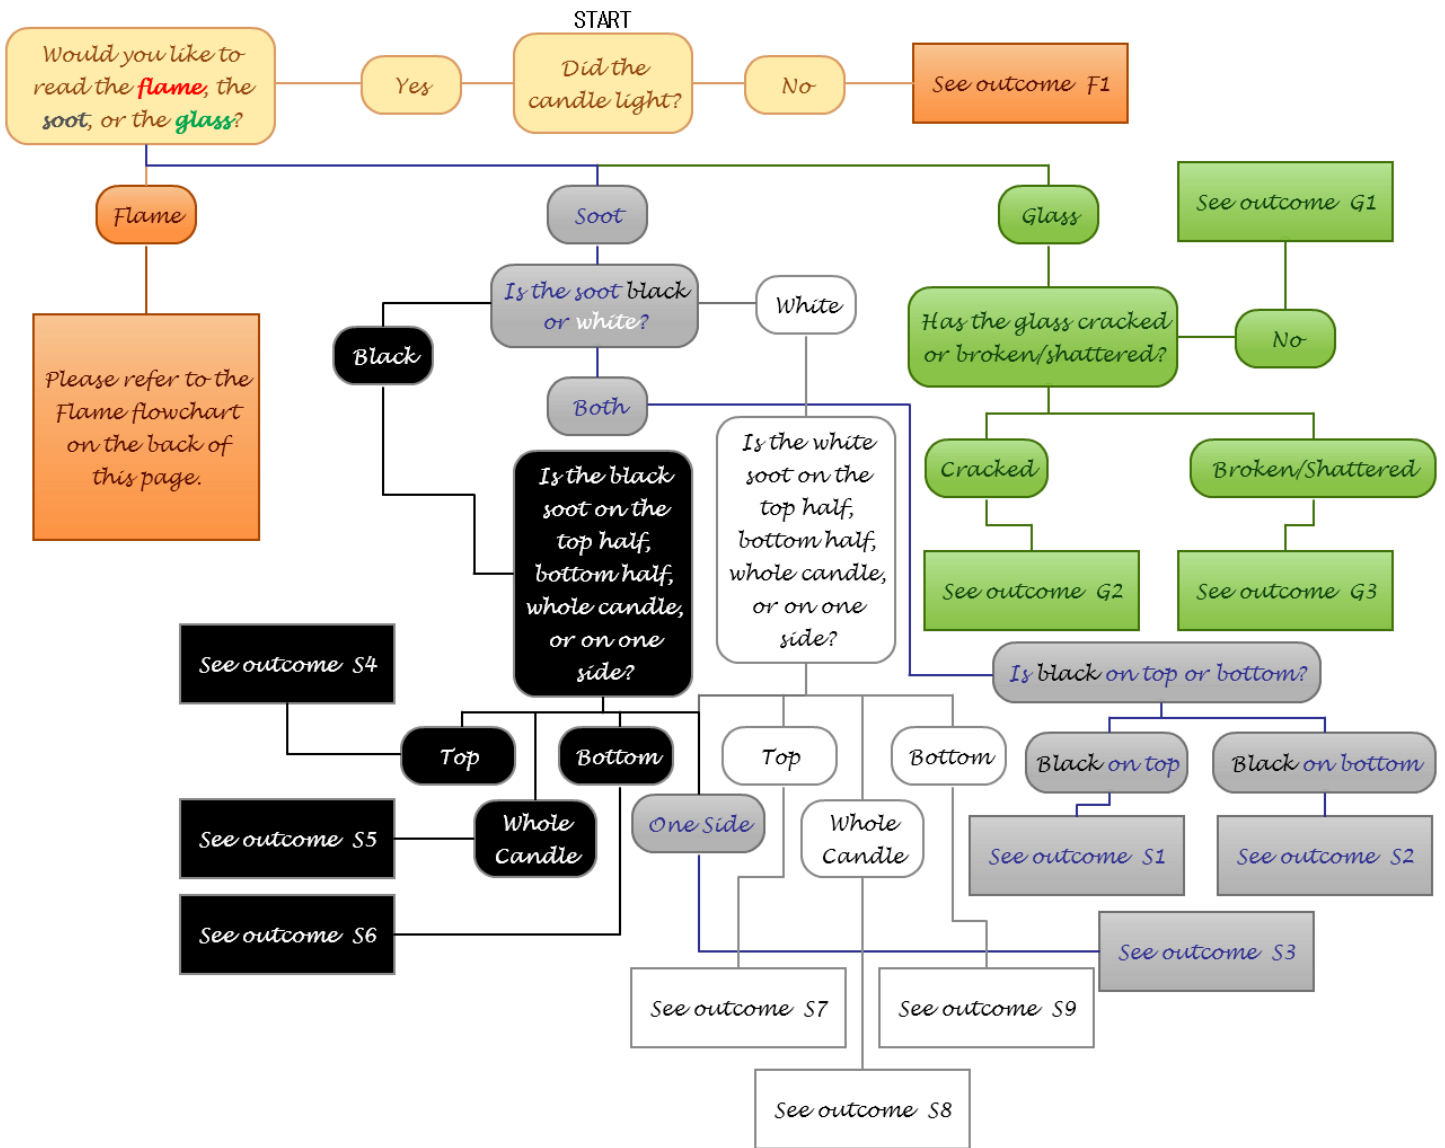 START
Would you like to
read the flame, the
soot, or the glass?
Yes
Did the
candle light?
No
See outcome F1
Flame
Soot
Glass
See outcome G1
Please refer to the
Flame flowchart
on the back of
this page.
Is the soot black
or white?
White
Black
Both
Has the glass cracked
or broken/shattered?
No
Is the black
soot on the
top half,
bottom half,
whole candle,
or on one
side?
Is the white
soot on the
top half,
bottom half,
whole candle,
or on one
side?
Cracked
Broken/Shattered
See outcome G2
See outcome G3
See outcome S4
Top
Bottom
Top
Bottom
Is black on top or bottom?
Black on top
Black on bottom
See outcome S5
Whole
Candle
One Side
Whole
Candle
See outcome S1
See outcome S2
See outcome S6
See outcome S3
See outcome S7
See outcome S9
See outcome S8